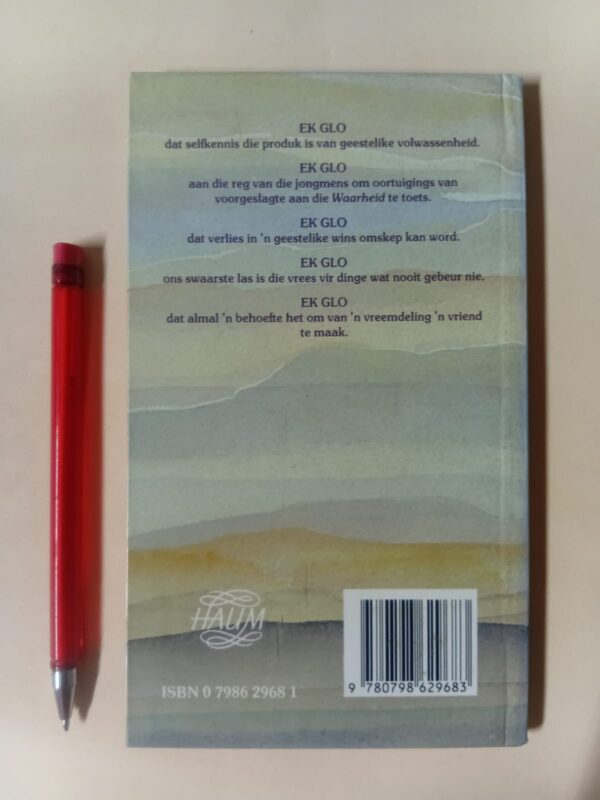 EK GLO
dat selfkennis die produk is van geestelike volwassenheid.
EK GLO
aan die reg van die jongmens om oortuigings van
voorgeslagte aan die Waarheid te toets.
EK GLO
dat verlies in 'n geestelike wins omskep kan word.
EK GLO
ons swaarste las is die vrees vir dinge wat nooit gebeur nie.
EK GLO
dat almal 'n behoefte het om van 'n vreemdeling 'n vriend
te maak.
HAUM
ISBN 0 7986 2968 1
9 780798 629683